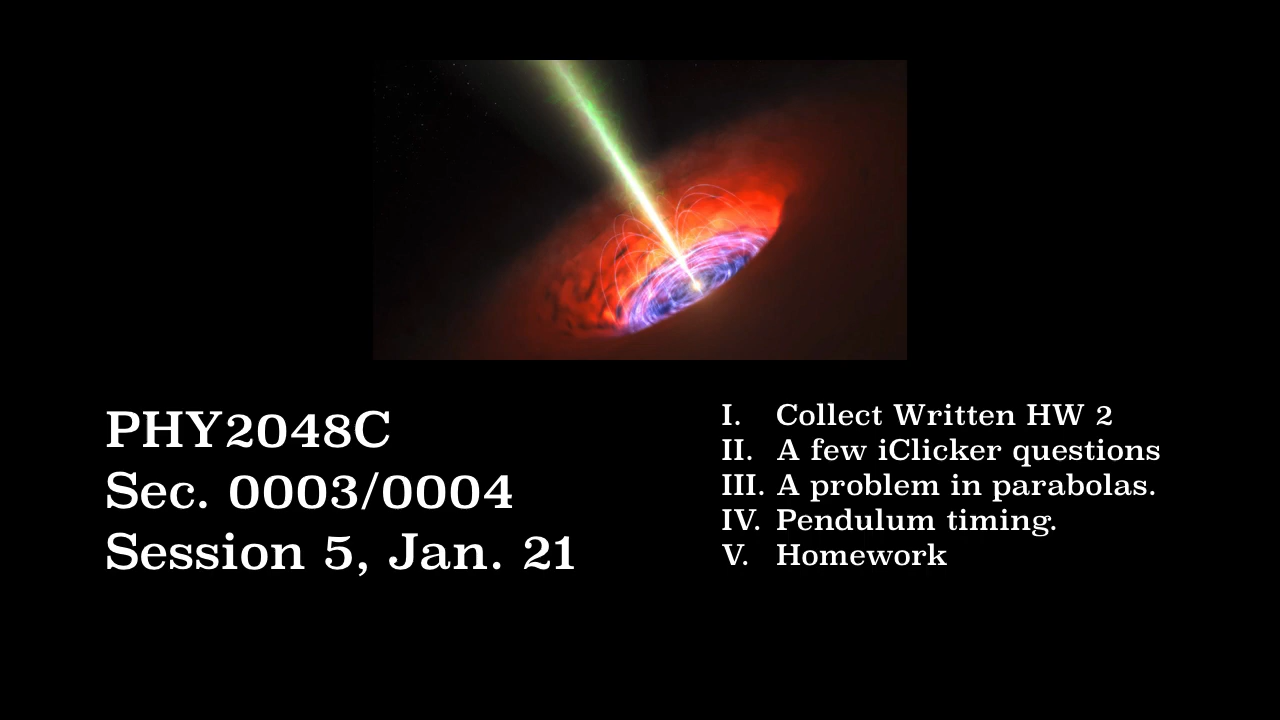 PHY2048C
Sec. 0003/0004
Session 5, Jan. 21
I. Collect Written HW 2
II. A few iClicker questions
III. A problem in parabolas.
IV. Pendulum timing.
V. Homework